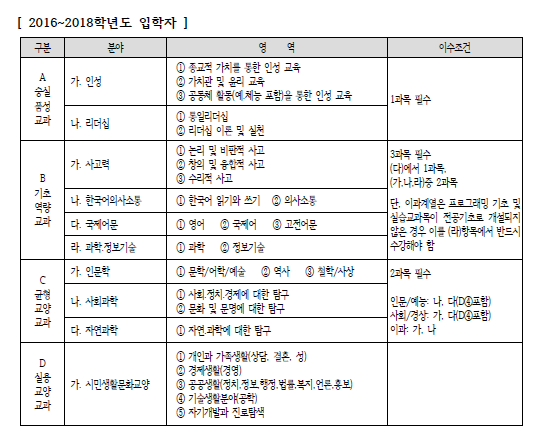 [ 2016~2018학년도 입학자 ]
구분 분야 영 역 이수조건
A
숭실
품성
교과
가. 인성
① 종교적 가치를 통한 인성 교육
② 가치관 및 윤리 교육
③ 공동체 활동(예.체능 포함)을 통한 인성 교육
나. 리더십
① 통일리더십
② 리더십 이론 및 실천
1과목 필수
B
기초
역량
교과
가. 사고력
① 논리 및 비판적 사고
② 창의 및 융합적 사고
③ 수리적 사고
나. 한국어의사소통
① 한국어 읽기와 쓰기 ② 의사소통
다. 국제어문
① 영어 ② 국제어 ③ 고전어문
라. 과학·정보기술
① 과학 ② 정보기술
3과목 필수
(다)에서 1과목,
(가,나,라)중 2과목
단, 이과계열은 프로그래밍 기초 및
실습교과목이 전공기초로 개설되지
않은 경우 이를 (라)항목에서 반드시
수강해야 함
C
균형
교양
교과
가. 인문학
① 문학/어학/예술 ② 역사 ③ 철학/사상
나. 사회과학
① 사회.정치.경제에 대한 탐구
② 문화 및 문명에 대한 탐구
다. 자연과학
① 자연.과학에 대한 탐구
2과목 필수
인문/예능: 나, 다(D④포함)
사회/경상: 가, 다(D④포함)
이과: 가, 나
D
실용
교양
교과
가. 시민생활문화교양
① 개인과 가족생활(상담, 결혼, 성)
② 경제생활(경영)
③ 공공생활(정치,정보,행정,법률,복지,언론,홍보)
④ 기술생활분야(공학)
⑤ 자기개발과 진로탐색